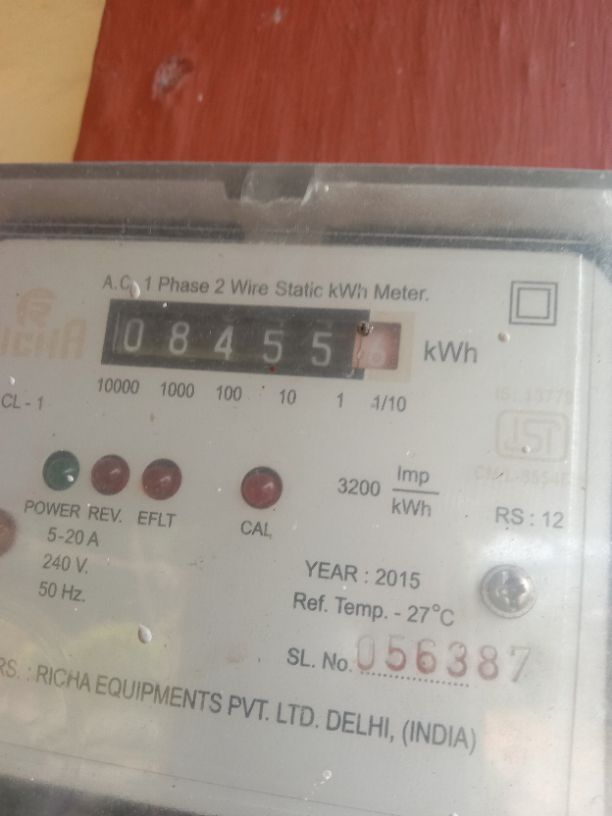 A.C. 1 Phase 2 Wire Static kWh Meter.
RICHA
08455
kWh
10000 1000 100 10 1 1/10
CL - 1
3200 Imp
kWh
RS : 12
POWER REV. EFLT CAL
5-20 A
240 V.
50 Hz.
YEAR : 2015
Ref. Temp. - 27°C
SL. No. 056387
RS. : RICHA EQUIPMENTS PVT. LTD. DELHI, (INDIA)